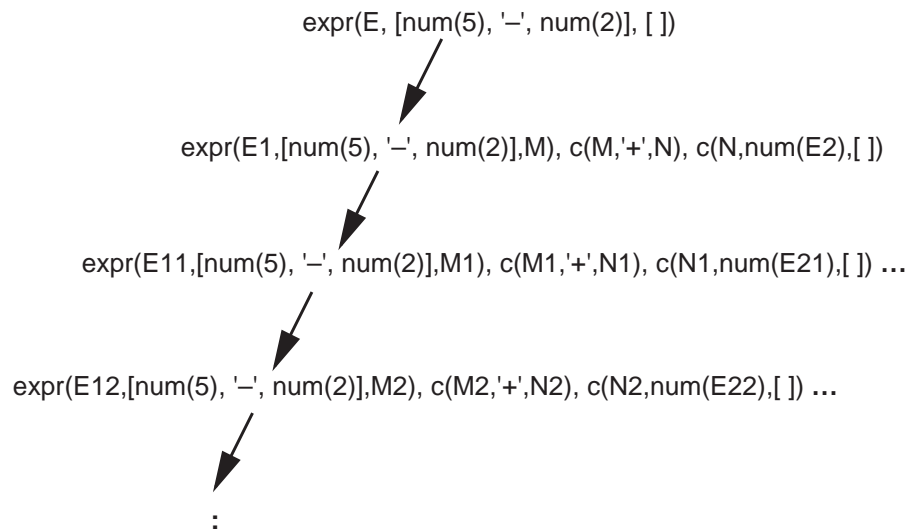 expr(E, [num(5), '–', num(2)], [ ])
expr(E1,[num(5), '–', num(2)],M), c(M,'+',N), c(N,num(E2),[ ])
expr(E11,[num(5), '–', num(2)],M1), c(M1,'+',N1), c(N1,num(E21),[ ]) ...
expr(E12,[num(5), '–', num(2)],M2), c(M2,'+',N2), c(N2,num(E22),[ ]) ...
: